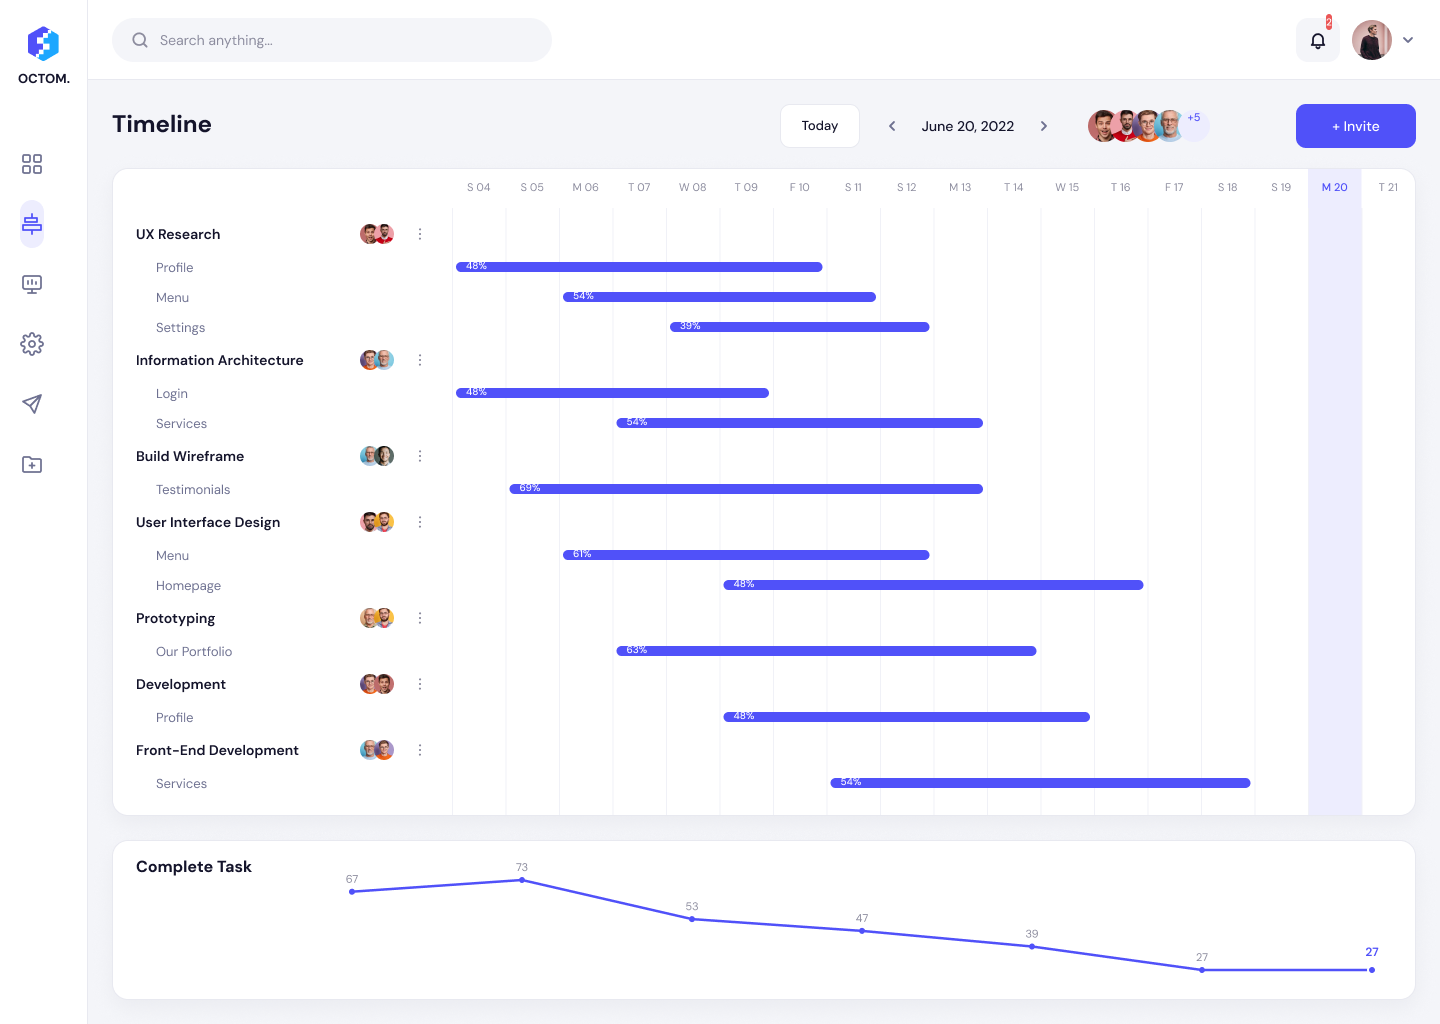 OCTOM.
Search anything...
2
Timeline
Today
June 20, 2022
+5
+ Invite
S 04 S 05 M 06 T 07 W 08 T 09 F 10 S 11 S 12 M 13 T 14 W 15 T 16 F 17 S 18 S 19 M 20 T 21
UX Research
Profile 48%
Menu 54%
Settings 39%
Information Architecture
Login 48%
Services 54%
Build Wireframe
Testimonials 69%
User Interface Design
Menu 61%
Homepage 48%
Prototyping
Our Portfolio 63%
Development
Profile 48%
Front-End Development
Services 54%
Complete Task
67 73 53 47 39 27 27